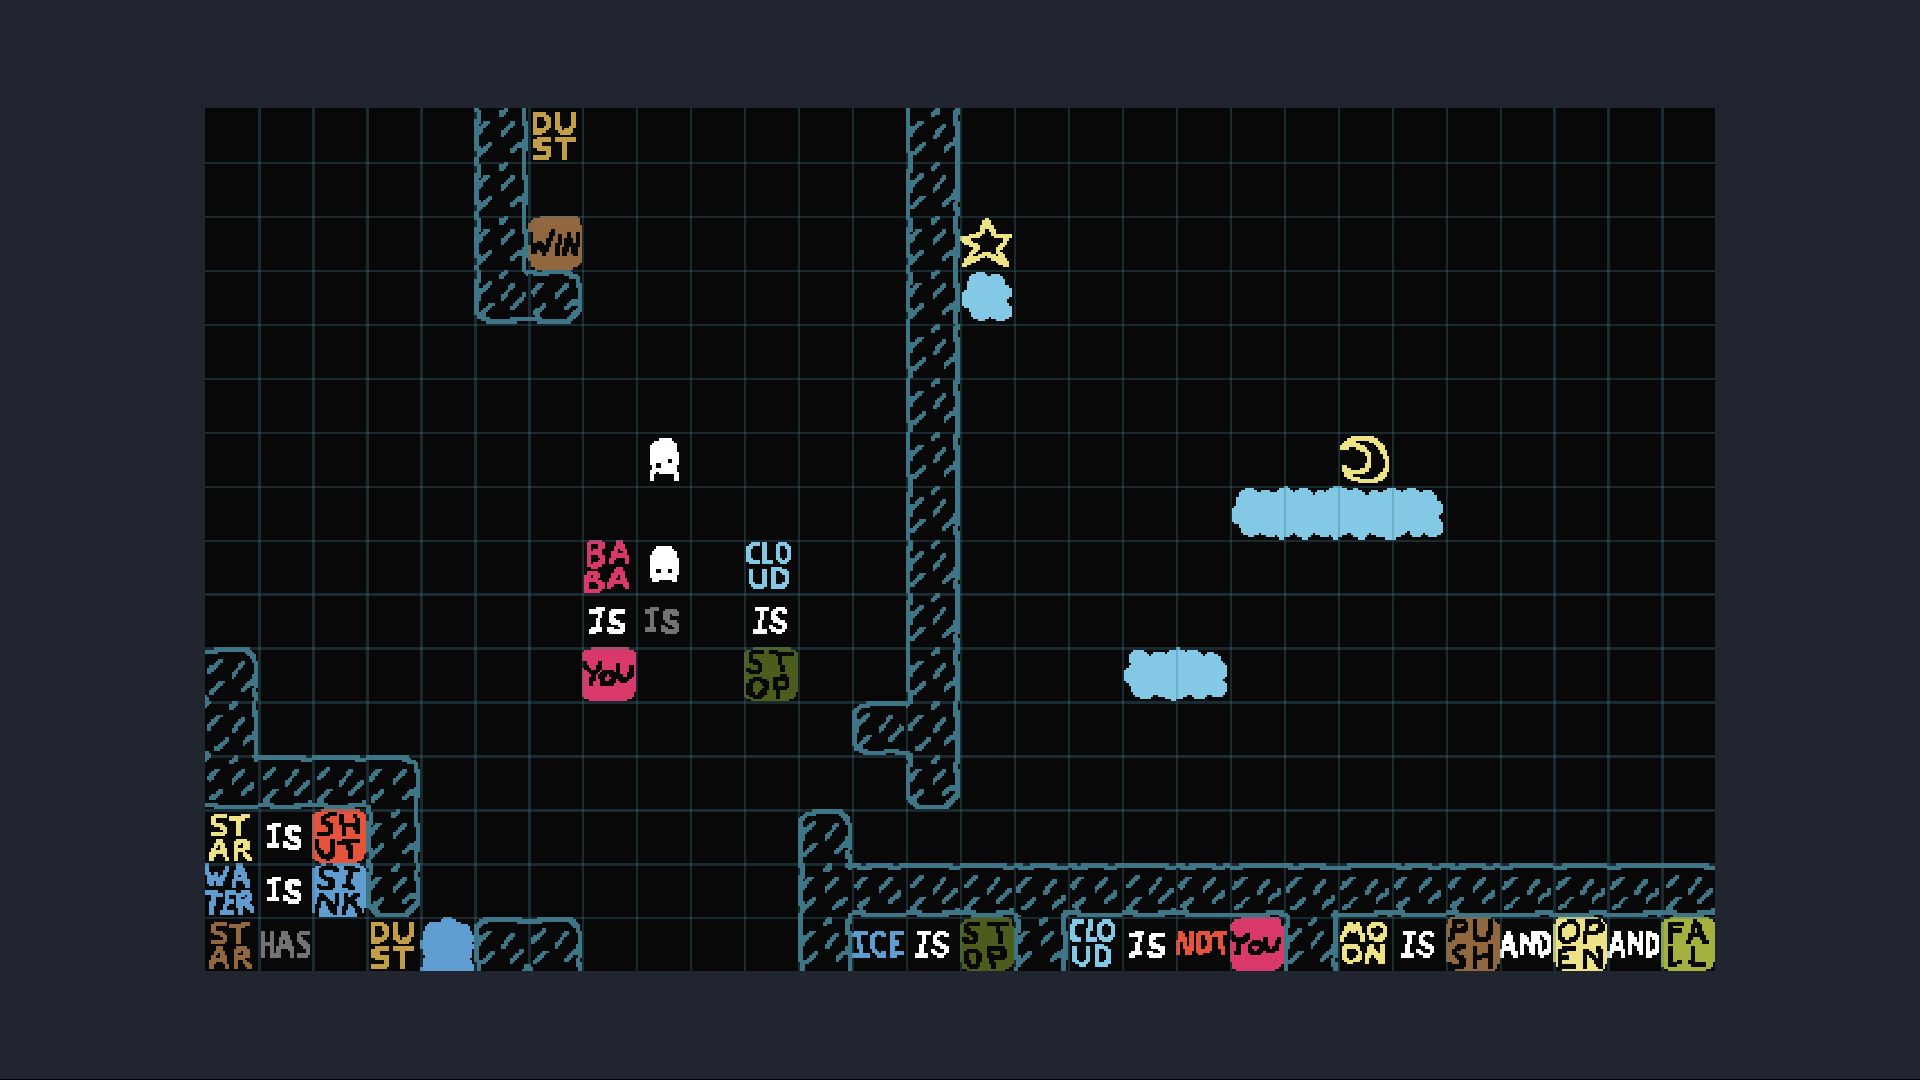 DUST
WIN
BABA CLOUD
IS IS IS
YOU STOP
STAR IS SHUT
WATER IS SINK
STAR HAS DUST ICE IS STOP CLOUD IS NOT YOU MOON IS PUSH AND OPEN AND FALL